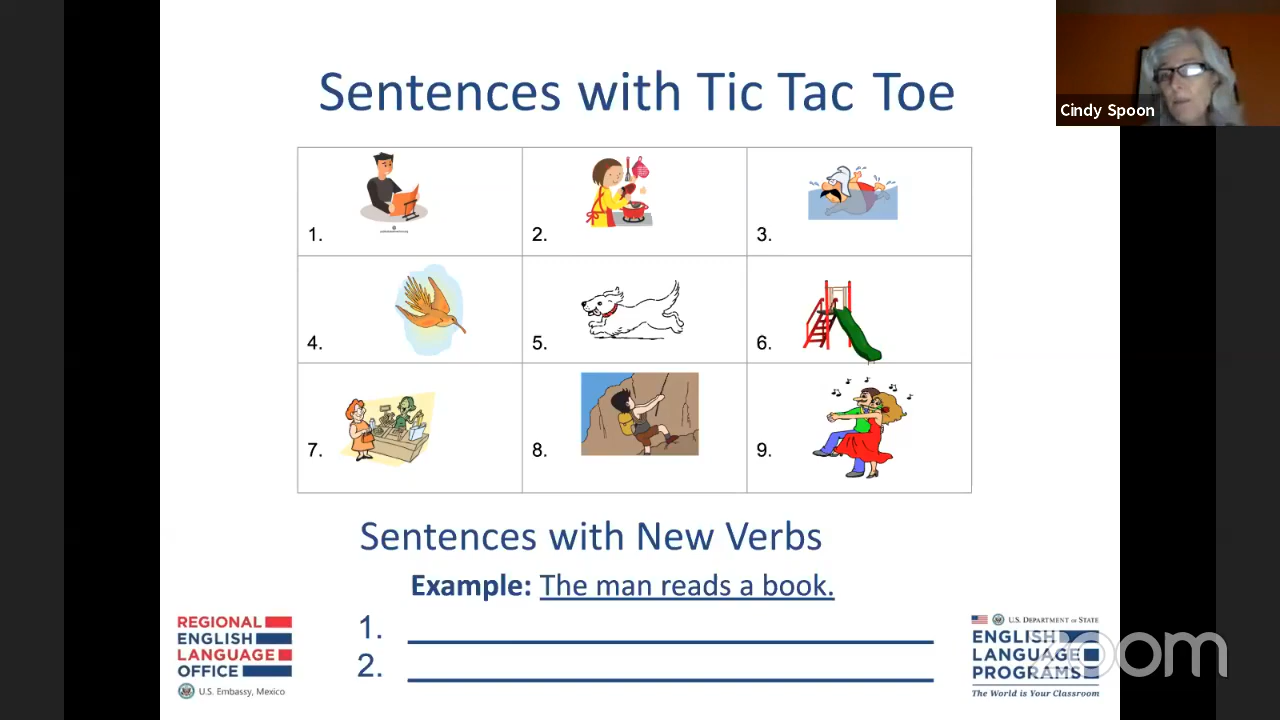 Sentences with Tic Tac Toe
Cindy Spoon
1.
2.
3.
4.
5.
6.
7.
8.
9.
Sentences with New Verbs
Example: The man reads a book.
1.
2.
REGIONAL
ENGLISH
LANGUAGE
OFFICE
U.S. Embassy, Mexico
U.S. DEPARTMENT OF STATE
ENGLISH
LANGUAGE
PROGRAMS
The World is Your Classroom
zoom